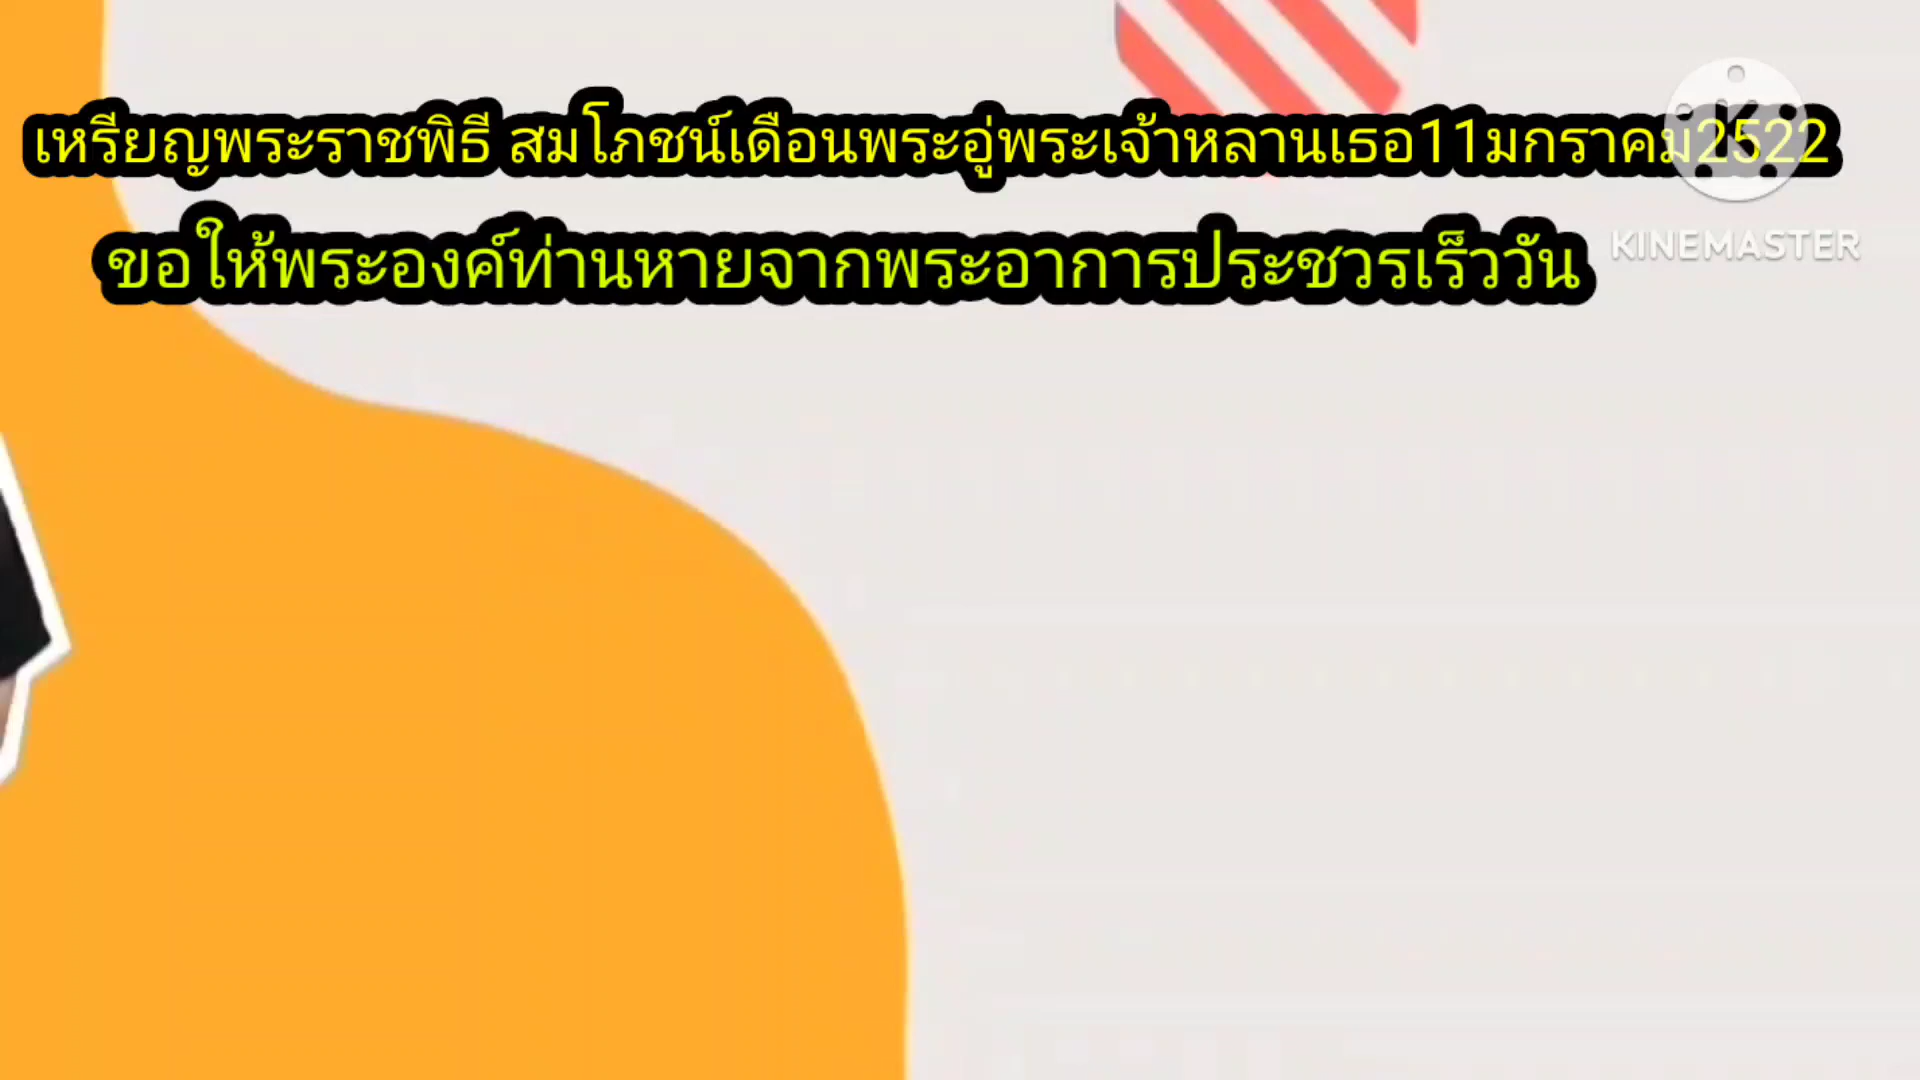 เหรียญพระราชพิธี สมโภชน์เดือนพระอู่พระเจ้าหลานเธอ11มกราคม2522
ขอให้พระองค์ท่านหายจากพระอาการประชวรเร็ววัน
KINEMASTER